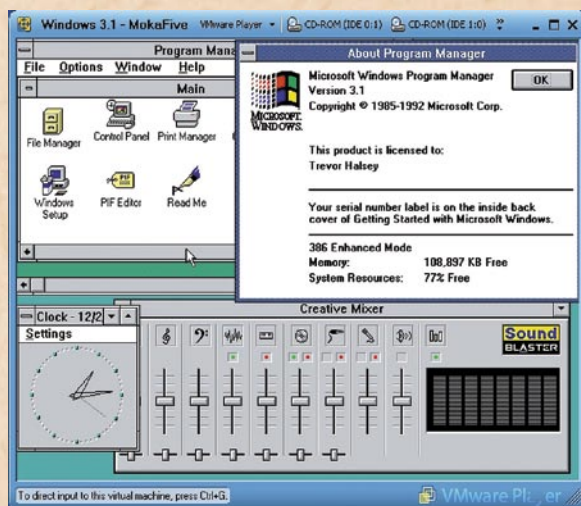 Windows 3.1 - MokaFive VMware Player CD-ROM (IDE 0:1) CD-ROM (IDE 1:0)
Program Mana
File Options Window Help
Main
File Manager
Control Panel
Print Manager
Windows Setup
PIF Editor
Read Me
About Program Manager
Microsoft Windows Program Manager
Version 3.1
Copyright © 1985-1992 Microsoft Corp.
OK
MICROSOFT
WINDOWS.
This product is licensed to:
Trevor Halsey
Your serial number label is on the inside back
cover of Getting Started with Microsoft Windows.
386 Enhanced Mode
Memory: 108,897 KB Free
System Resources: 77% Free
Clock - 12/2
Settings
Creative Mixer
Sound
BLASTER
To direct input to this virtual machine, press Ctrl+G.
VMware